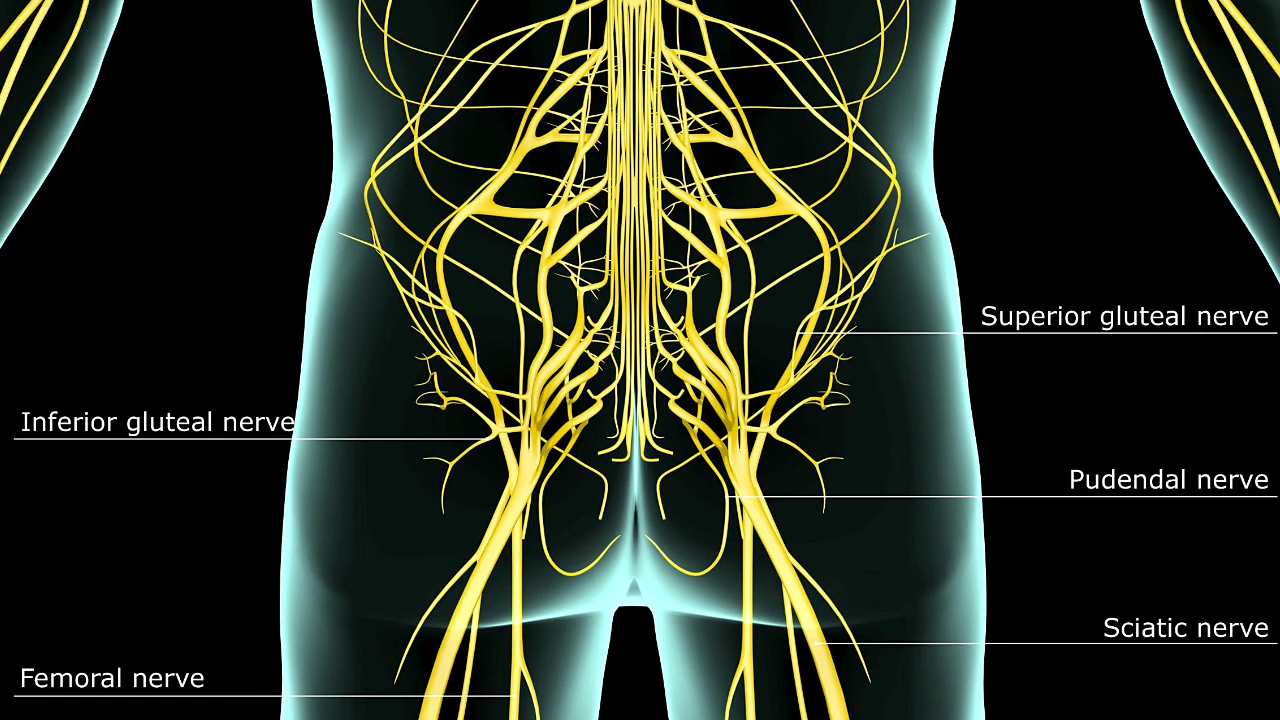 Superior gluteal nerve
Inferior gluteal nerve
Pudendal nerve
Sciatic nerve
Femoral nerve